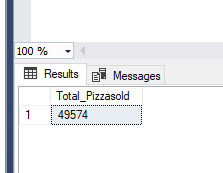 100 %
Results Messages
Total_Pizzasold
1 49574